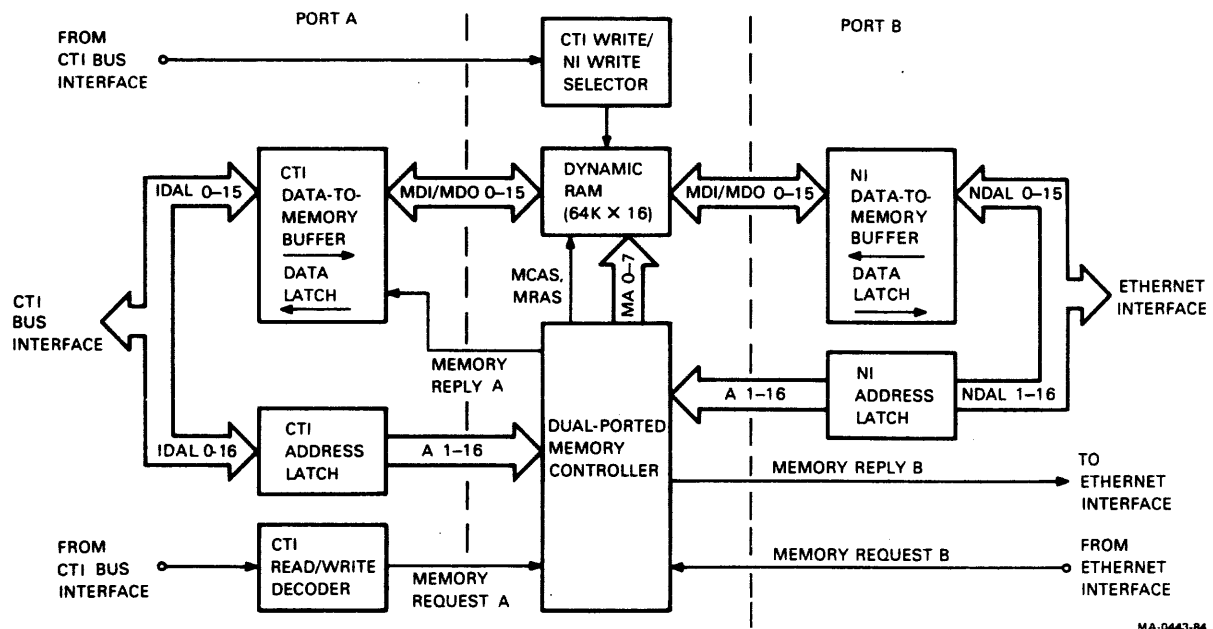 PORT A
PORT B
FROM
CTI BUS
INTERFACE
CTI WRITE/
NI WRITE
SELECTOR
IDAL 0–15
CTI
DATA-TO-
MEMORY
BUFFER
DATA
LATCH
MDI/MDO 0–15
DYNAMIC
RAM
(64K X 16)
MDI/MDO 0–15
NI
DATA-TO-
MEMORY
BUFFER
DATA
LATCH
NDAL 0–15
CTI
BUS
INTERFACE
MCAS,
MRAS
MA 0–7
ETHERNET
INTERFACE
MEMORY
REPLY A
IDAL 0-16
CTI
ADDRESS
LATCH
A 1–16
DUAL-PORTED
MEMORY
CONTROLLER
A 1–16
NI
ADDRESS
LATCH
NDAL 1–16
MEMORY REPLY B
TO
ETHERNET
INTERFACE
FROM
CTI BUS
INTERFACE
CTI
READ/WRITE
DECODER
MEMORY
REQUEST A
MEMORY REQUEST B
FROM
ETHERNET
INTERFACE
MA-0443-84